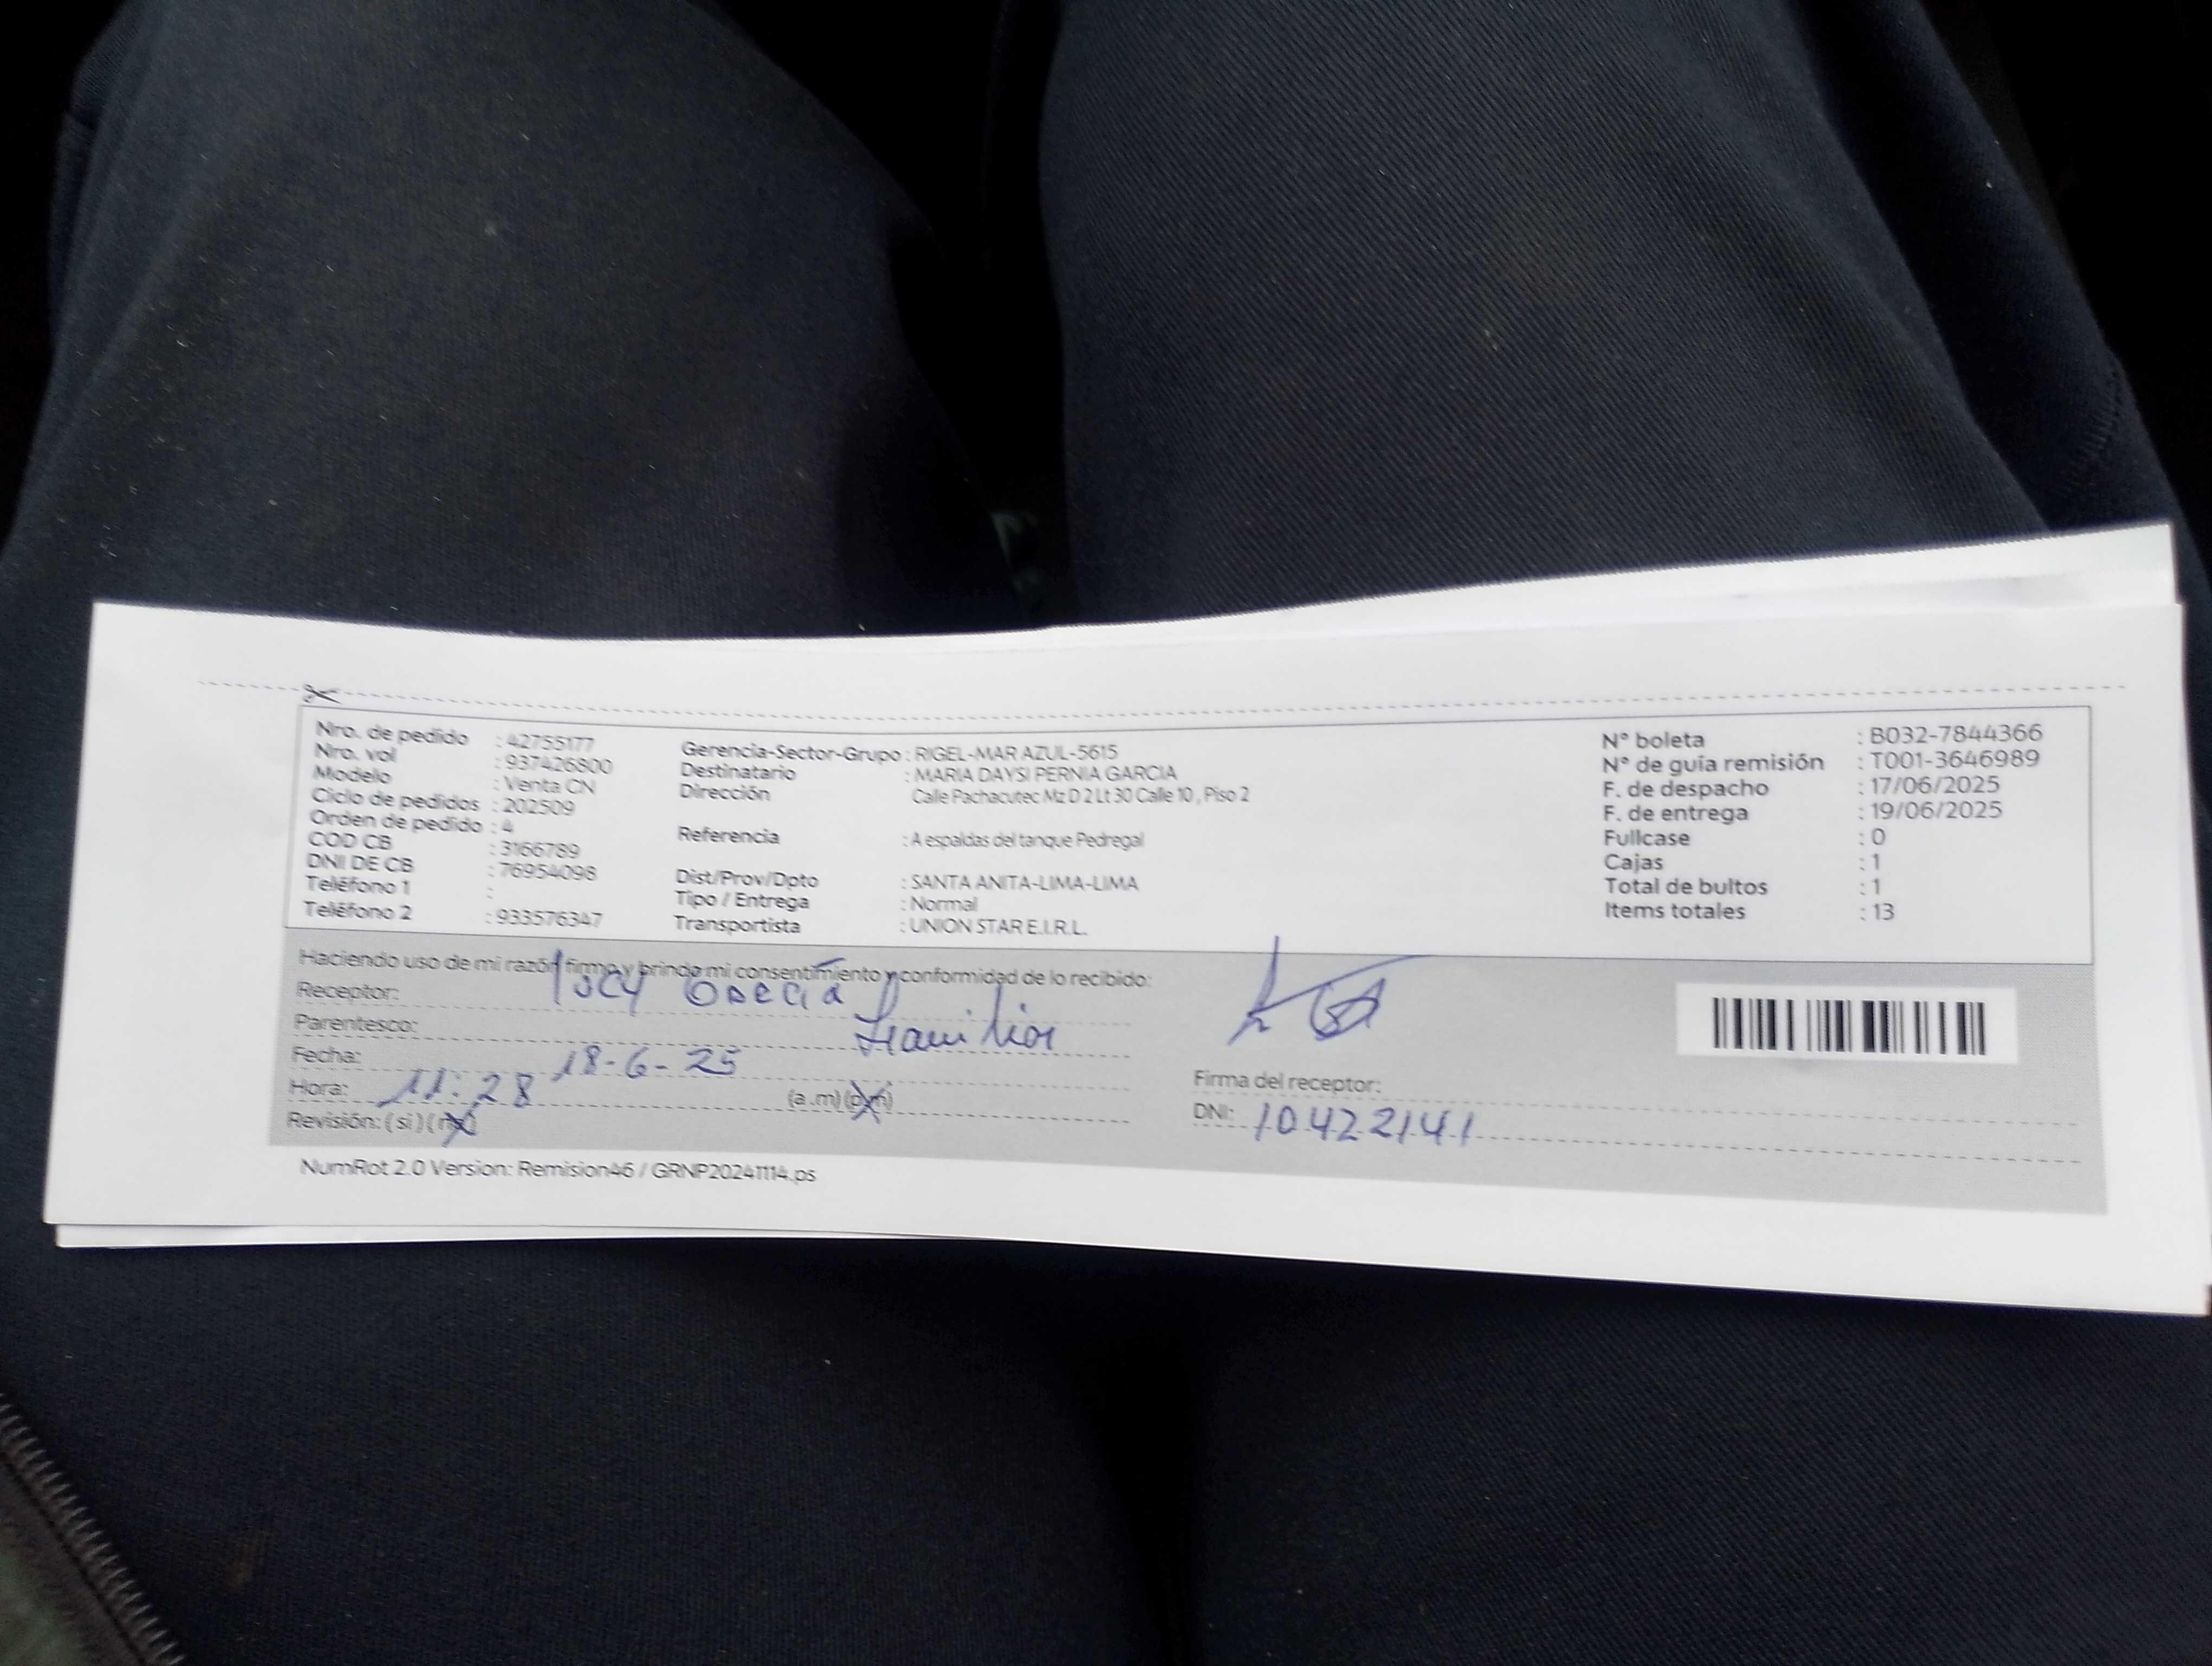 Nro. de pedido : 42755177
Nro. vol : 937426800
Modelo : Venta CN
Ciclo de pedidos : 202509
Orden de pedido : 4
COD CB : 3166789
DNI DE CB : 76954098
Teléfono 1 :
Teléfono 2 : 933576347
Gerencia-Sector-Grupo : RIGEL-MAR AZUL-5615
Destinatario : MARIA DAYSI PERNIA GARCIA
Dirección Calle Pachacutec Mz D 2 Lt 30 Calle 10 , Piso 2
Referencia : A espaldas del tanque Pedregal
Dist/Prov/Dpto : SANTA ANITA-LIMA-LIMA
Tipo / Entrega : Normal
Transportista : UNION STAR E.I.R.L.
N° boleta : B032-7844366
N° de guía remisión : T001-3646989
F. de despacho : 17/06/2025
F. de entrega : 19/06/2025
Fullcase : 0
Cajas : 1
Total de bultos : 1
Items totales : 13
Haciendo uso de mi razón firmo y brindo mi consentimiento y conformidad de lo recibido:
Receptor:
Parentesco: Familiar
Fecha: 18-6-25
Hora: 11:28 (a .m) (p.m)
Revisión: ( si ) ( no )
Firma del receptor:
DNI: 10422141
NumRot 2.0 Version: Remision46 / GRNP20241114.ps